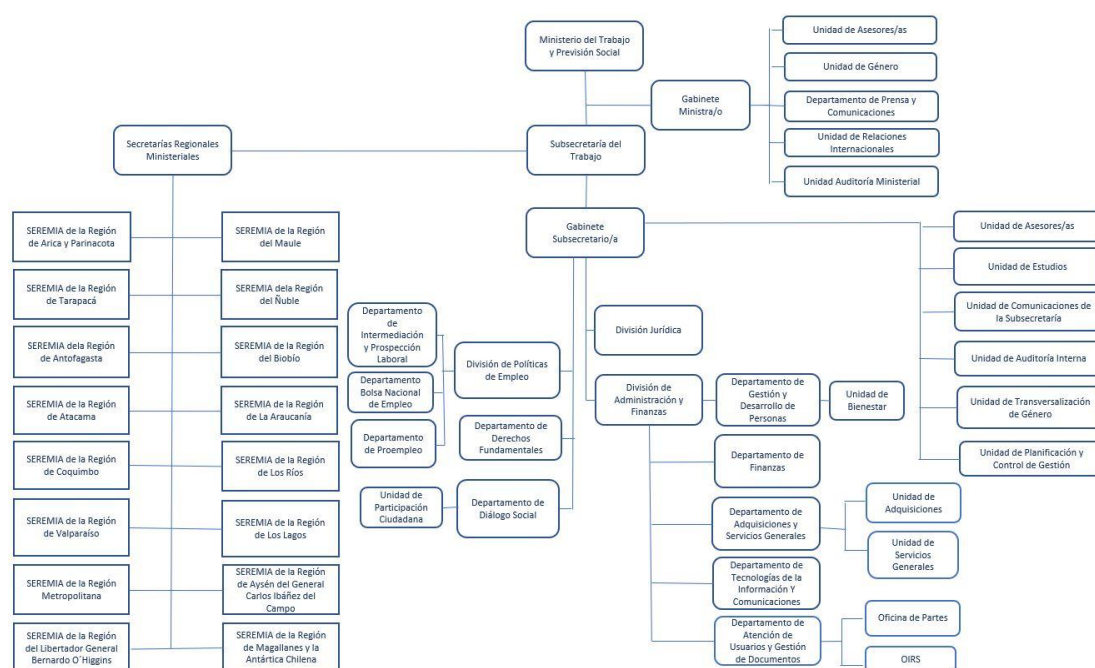 Ministerio del Trabajo
y Previsión Social
Gabinete
Ministra/o
Unidad de Asesores/as
Unidad de Género
Departamento de Prensa y
Comunicaciones
Unidad de Relaciones
Internacionales
Unidad Auditoría Ministerial
Secretarías Regionales
Ministeriales
Subsecretaría del
Trabajo
Gabinete
Subsecretario/a
SEREMIA de la Región
de Arica y Parinacota
SEREMIA de la Región
del Maule
SEREMIA de la Región
de Tarapacá
SEREMIA dela Región
del Ñuble
SEREMIA dela Región
de Antofagasta
SEREMIA de la Región
del Biobío
SEREMIA de la Región
de Atacama
SEREMIA de la Región
de La Araucanía
SEREMIA de la Región
de Coquimbo
SEREMIA de la Región
de Los Ríos
SEREMIA de la Región
de Valparaíso
SEREMIA de la Región
de Los Lagos
SEREMIA de la Región
Metropolitana
SEREMIA de la Región
de Aysén del General
Carlos Ibáñez del
Campo
SEREMIA de la Región
del Libertador General
Bernardo O´Higgins
SEREMIA de la Región
de Magallanes y la
Antártica Chilena
Departamento
de
Intermediación
y Prospección
Laboral
Departamento
Bolsa Nacional
de Empleo
Departamento
de Proempleo
División de Políticas
de Empleo
Departamento de
Derechos
Fundamentales
Unidad de
Participación
Ciudadana
Departamento de
Diálogo Social
División Jurídica
División de
Administración y
Finanzas
Departamento de
Gestión y
Desarrollo de
Personas
Unidad de
Bienestar
Departamento de
Finanzas
Departamento de
Adquisiciones y
Servicios Generales
Unidad de
Adquisiciones
Unidad de
Servicios
Generales
Departamento de
Tecnologías de la
Información Y
Comunicaciones
Departamento de
Atención de
Usuarios y Gestión
de Documentos
Oficina de Partes
OIRS
Unidad de Asesores/as
Unidad de Estudios
Unidad de Comunicaciones de
la Subsecretaría
Unidad de Auditoría Interna
Unidad de Transversalización
de Género
Unidad de Planificación y
Control de Gestión